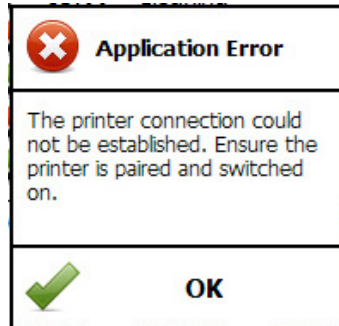 Application Error
The printer connection could
not be established. Ensure the
printer is paired and switched
on.
OK